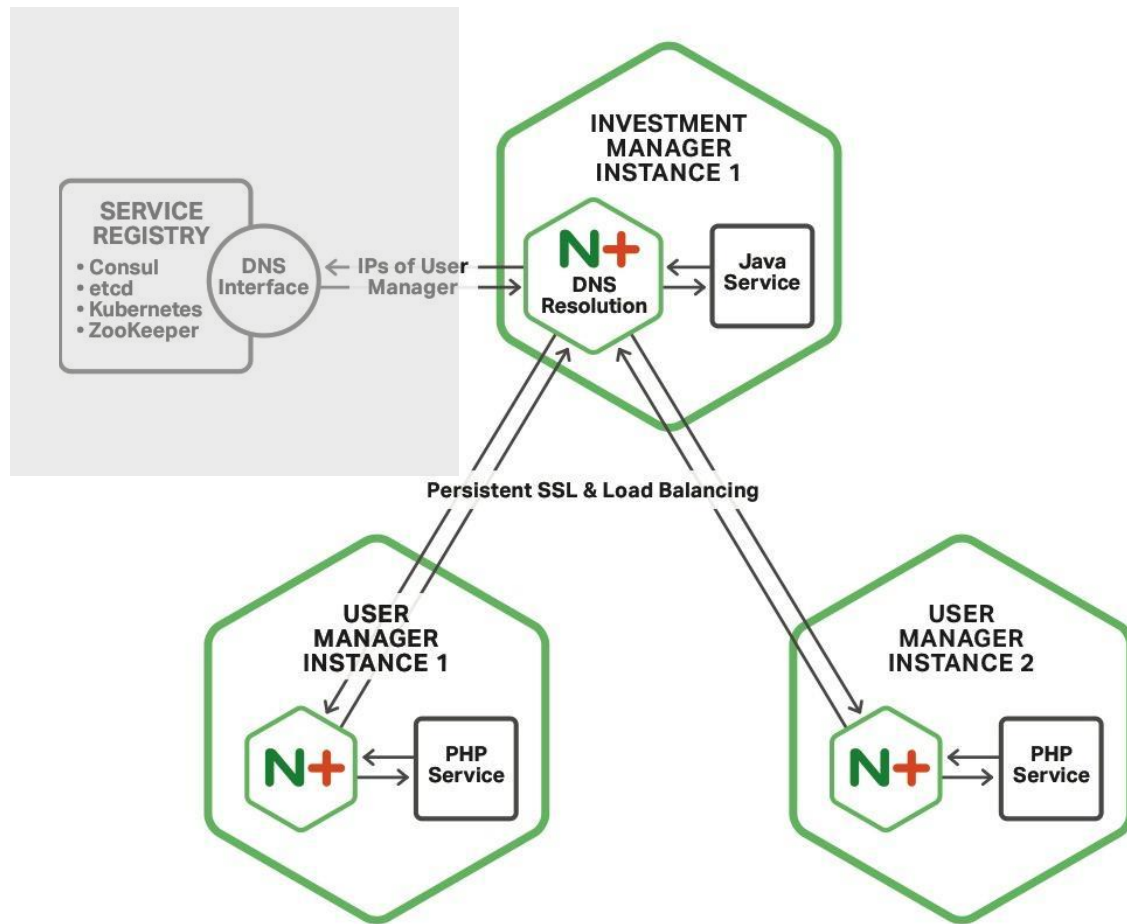 INVESTMENT
MANAGER
INSTANCE 1
SERVICE
REGISTRY
• Consul
• etcd
• Kubernetes
• ZooKeeper
DNS
Interface
IPs of User
Manager
N+
DNS
Resolution
Java
Service
Persistent SSL & Load Balancing
USER
MANAGER
INSTANCE 1
N+
PHP
Service
USER
MANAGER
INSTANCE 2
N+
PHP
Service